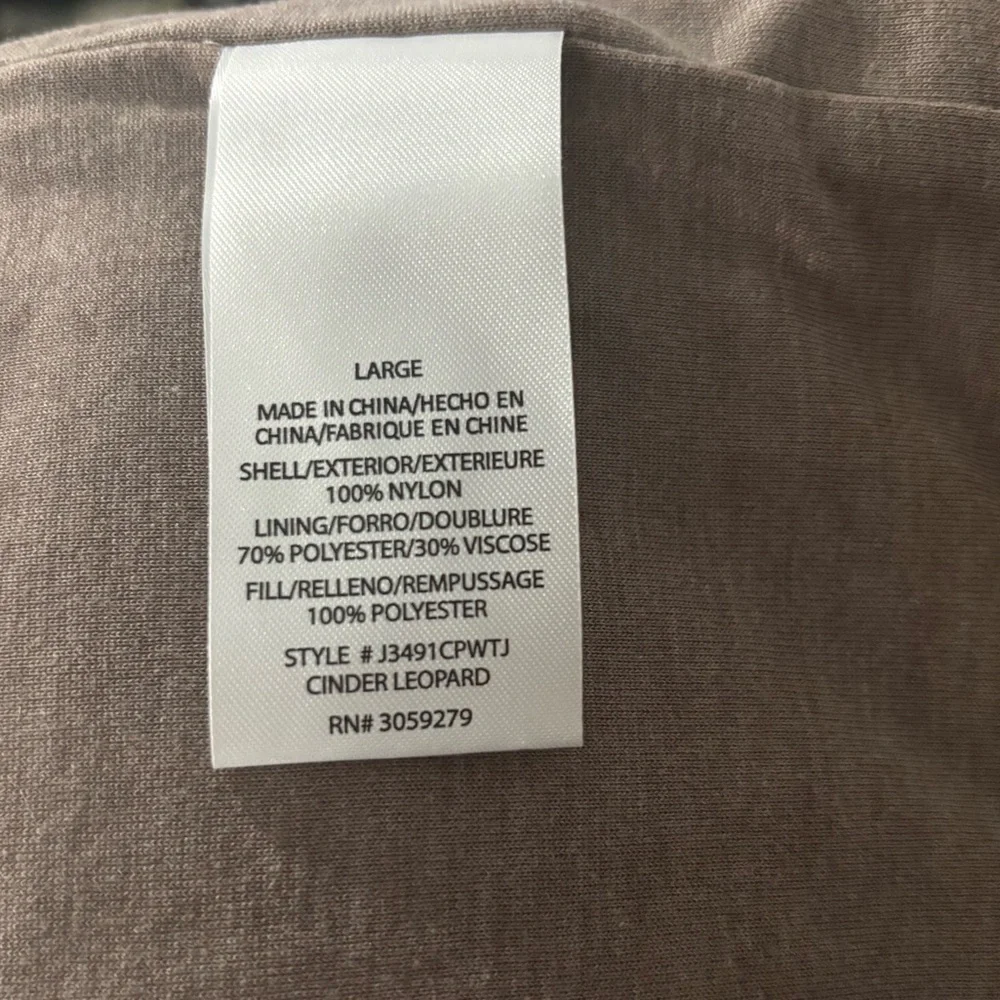 LARGE
MADE IN CHINA/HECHO EN
CHINA/FABRIQUE EN CHINE
SHELL/EXTERIOR/EXTERIEURE
100% NYLON
LINING/FORRO/DOUBLURE
70% POLYESTER/30% VISCOSE
FILL/RELLENO/REMPUSSAGE
100% POLYESTER
STYLE # J3491CPWTJ
CINDER LEOPARD
RN# 3059279